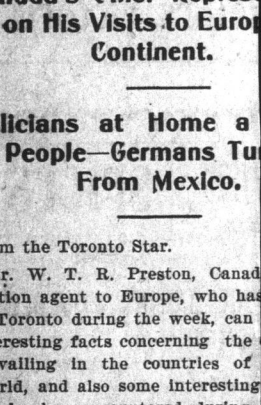 on His Visits to Europ
Continent.
licians at Home a
People—Germans Tu
From Mexico.
m the Toronto Star.
r. W. T. R. Preston, Canad
tion agent to Europe, who has
Toronto during the week, can
eresting facts concerning the
vailing in the countries of
rld, and also some interesting